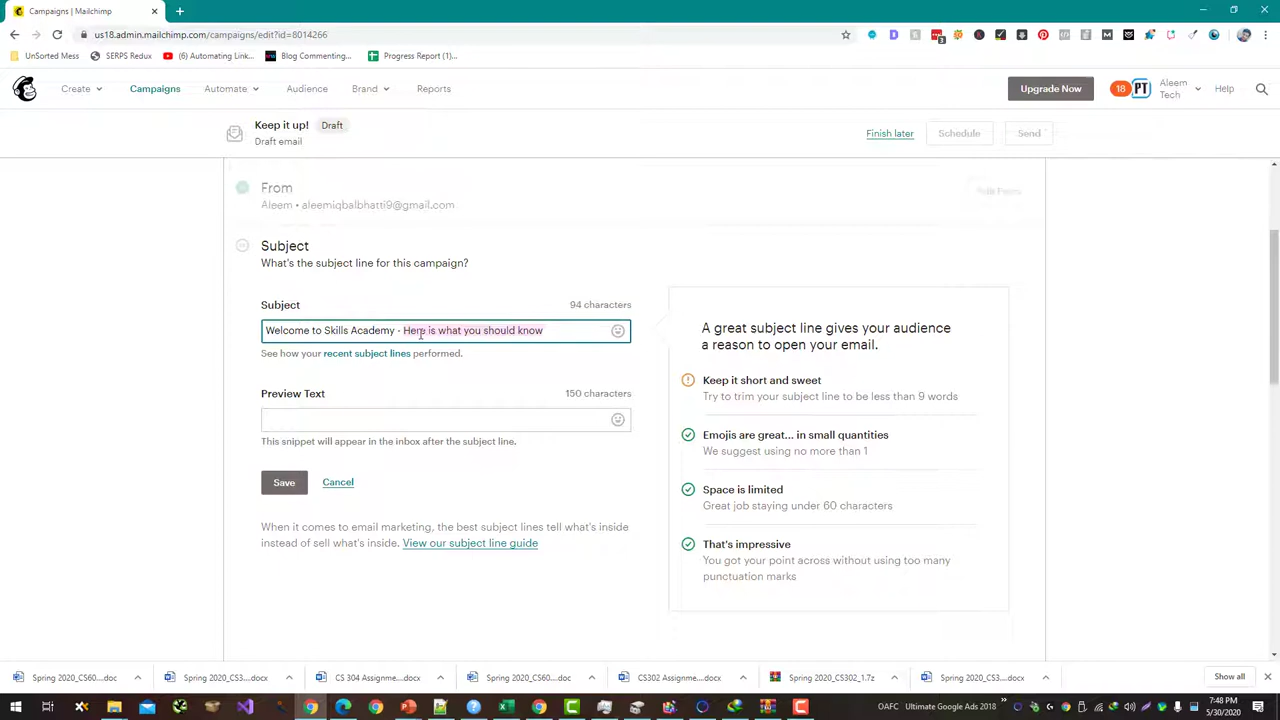 Campaigns | Mailchimp
us18.admin.mailchimp.com/campaigns/edit?id=8014266
UnSorted Mess
SERPS Redux
(6) Automating Link...
Blog Commenting...
Progress Report (1)...
Create
Campaigns
Automate
Audience
Brand
Reports
Upgrade Now
18
PT
Aleem Tech
Help
Keep it up!
Draft
Draft email
Finish later
Schedule
Send
From
Aleem • aleemiqbalbhatti9@gmail.com
Subject
What's the subject line for this campaign?
Subject
94 characters
Welcome to Skills Academy - Here is what you should know
See how your recent subject lines performed.
Preview Text
150 characters
This snippet will appear in the inbox after the subject line.
Save
Cancel
When it comes to email marketing, the best subject lines tell what's inside
instead of sell what's inside. View our subject line guide
A great subject line gives your audience
a reason to open your email.
Keep it short and sweet
Try to trim your subject line to be less than 9 words
Emojis are great... in small quantities
We suggest using no more than 1
Space is limited
Great job staying under 60 characters
That's impressive
You got your point across without using too many
punctuation marks
Spring 2020_CS60....doc
Spring 2020_CS3....docx
CS 304 Assignme....docx
Spring 2020_CS60....doc
CS302 Assignme....docx
Spring 2020_CS302_1.7z
Spring 2020_CS3....docx
Show all
OAFC
Ultimate Google Ads 2018
7:48 PM
5/30/2020